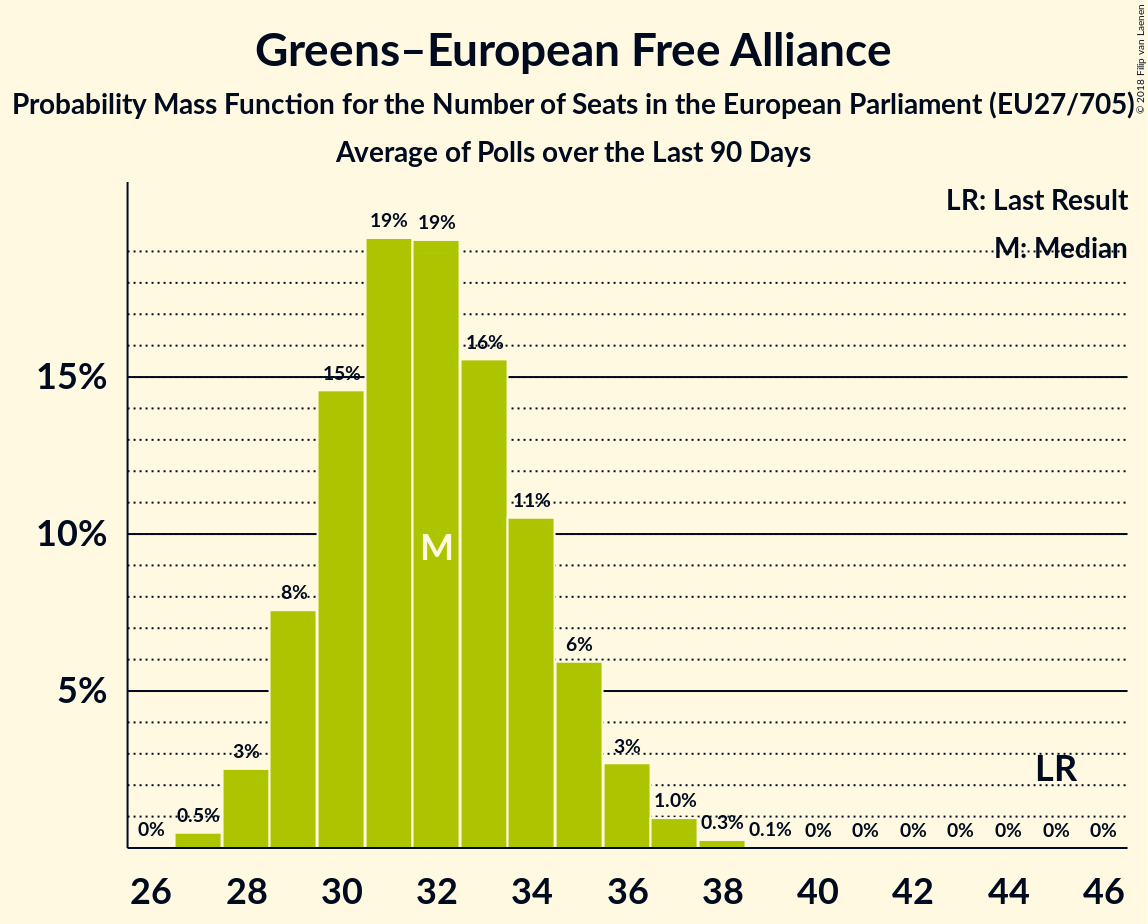 Greens–European Free Alliance
Probability Mass Function for the Number of Seats in the European Parliament (EU27/705)
Average of Polls over the Last 90 Days
© 2018 Filip van Laenen
LR: Last Result
M: Median
19% 19%
16%
15%
15%
11%
10%
M
8%
6%
5%
3% 3%
LR
0% 0.5% 1.0% 0.3% 0.1% 0% 0% 0% 0% 0% 0% 0%
26 28 30 32 34 36 38 40 42 44 46